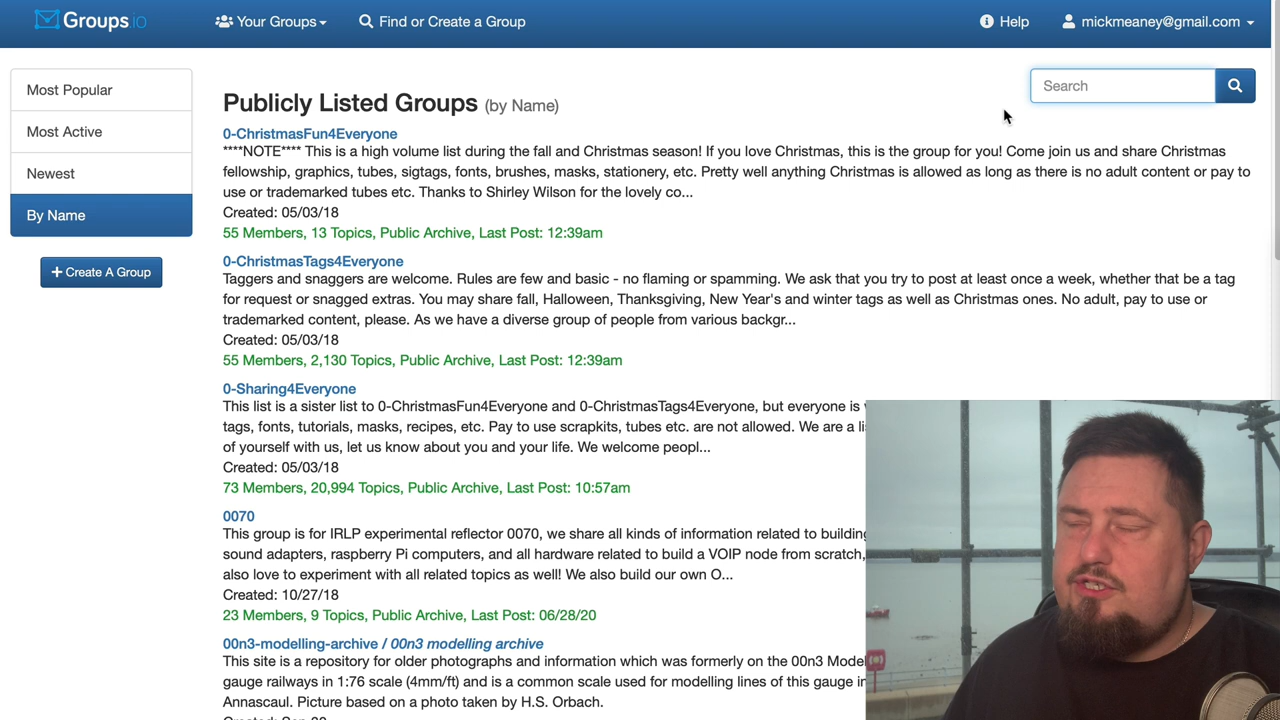 Groups.io
Your Groups
Find or Create a Group
Help
mickmeaney@gmail.com
Most Popular
Most Active
Newest
By Name
+ Create A Group
Search
Publicly Listed Groups (by Name)
0-ChristmasFun4Everyone
****NOTE**** This is a high volume list during the fall and Christmas season! If you love Christmas, this is the group for you! Come join us and share Christmas
fellowship, graphics, tubes, sigtags, fonts, brushes, masks, stationery, etc. Pretty well anything Christmas is allowed as long as there is no adult content or pay to
use or trademarked tubes etc. Thanks to Shirley Wilson for the lovely co...
Created: 05/03/18
55 Members, 13 Topics, Public Archive, Last Post: 12:39am
0-ChristmasTags4Everyone
Taggers and snaggers are welcome. Rules are few and basic - no flaming or spamming. We ask that you try to post at least once a week, whether that be a tag
for request or snagged extras. You may share fall, Halloween, Thanksgiving, New Year's and winter tags as well as Christmas ones. No adult, pay to use or
trademarked content, please. As we have a diverse group of people from various backgr...
Created: 05/03/18
55 Members, 2,130 Topics, Public Archive, Last Post: 12:39am
0-Sharing4Everyone
This list is a sister list to 0-ChristmasFun4Everyone and 0-ChristmasTags4Everyone, but everyone is
tags, fonts, tutorials, masks, recipes, etc. Pay to use scrapkits, tubes etc. are not allowed. We are a
of yourself with us, let us know about you and your life. We welcome peopl...
Created: 05/03/18
73 Members, 20,994 Topics, Public Archive, Last Post: 10:57am
0070
This group is for IRLP experimental reflector 0070, we share all kinds of information related to building
sound adapters, raspberry Pi computers, and all hardware related to build a VOIP node from scratch,
also love to experiment with all related topics as well! We also build our own O...
Created: 10/27/18
23 Members, 9 Topics, Public Archive, Last Post: 06/28/20
00n3-modelling-archive / 00n3 modelling archive
This site is a repository for older photographs and information which was formerly on the 00n3
gauge railways in 1:76 scale (4mm/ft) and is a common scale used for modelling lines of this gauge
Annascaul. Picture based on a photo taken by H.S. Orbach.